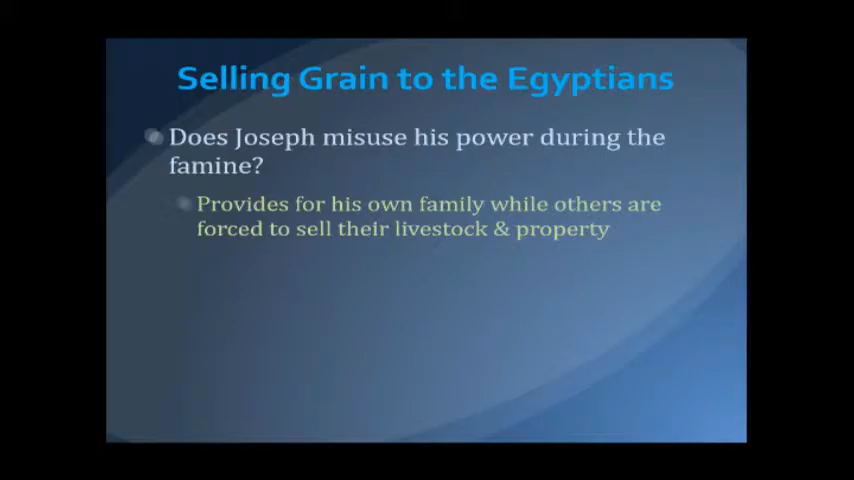 Selling Grain to the Egyptians
Does Joseph misuse his power during the
famine?
Provides for his own family while others are
forced to sell their livestock & property